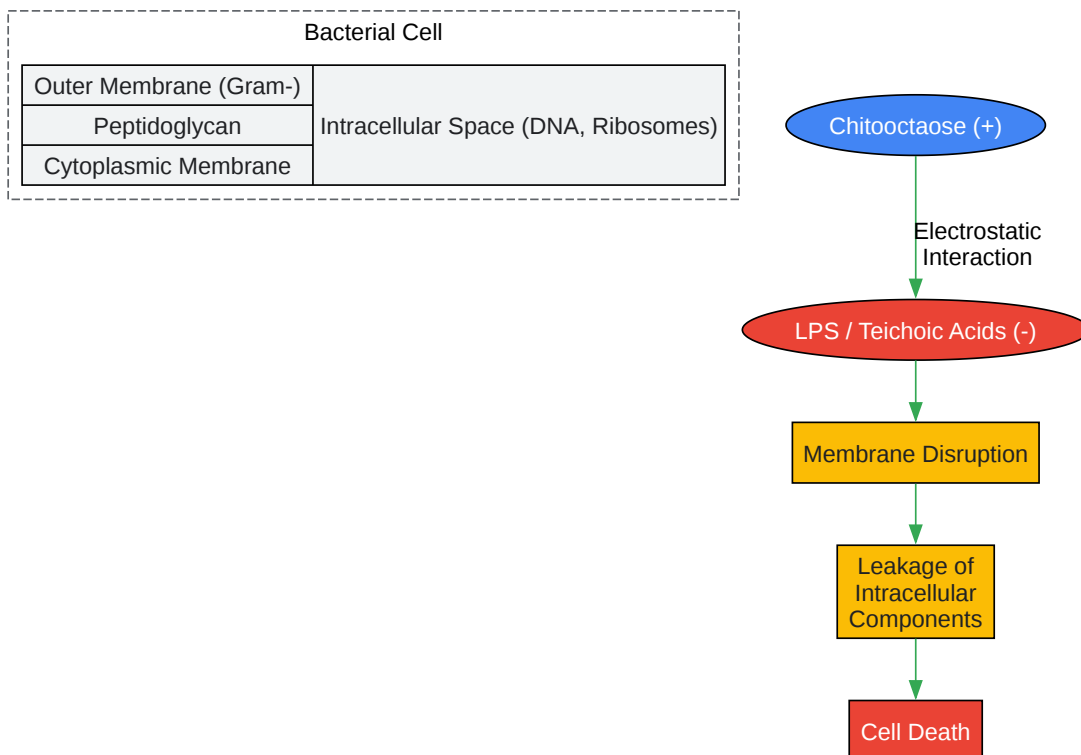 Bacterial Cell
Outer Membrane (Gram-)
Peptidoglycan
Cytoplasmic Membrane
Intracellular Space (DNA, Ribosomes)
Chitooctaose (+)
Electrostatic
Interaction
LPS / Teichoic Acids (-)
Membrane Disruption
Leakage of
Intracellular
Components
Cell Death